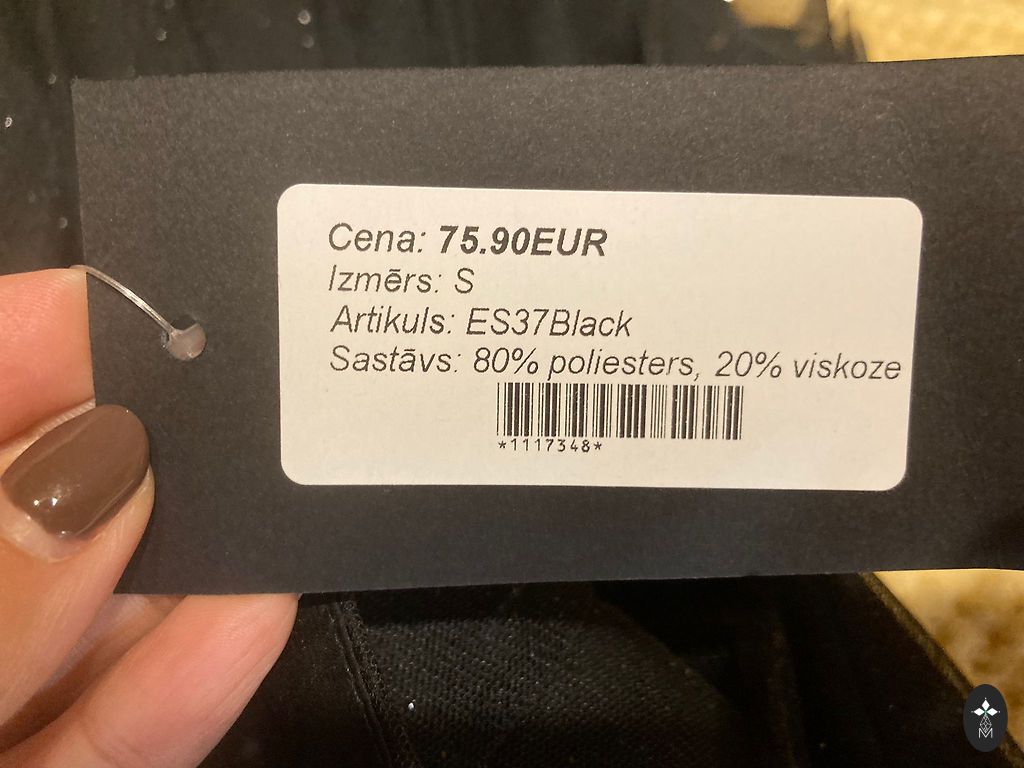 Cena: 75.90EUR
Izmērs: S
Artikuls: ES37Black
Sastāvs: 80% poliesters, 20% viskoze
*1117348*
M